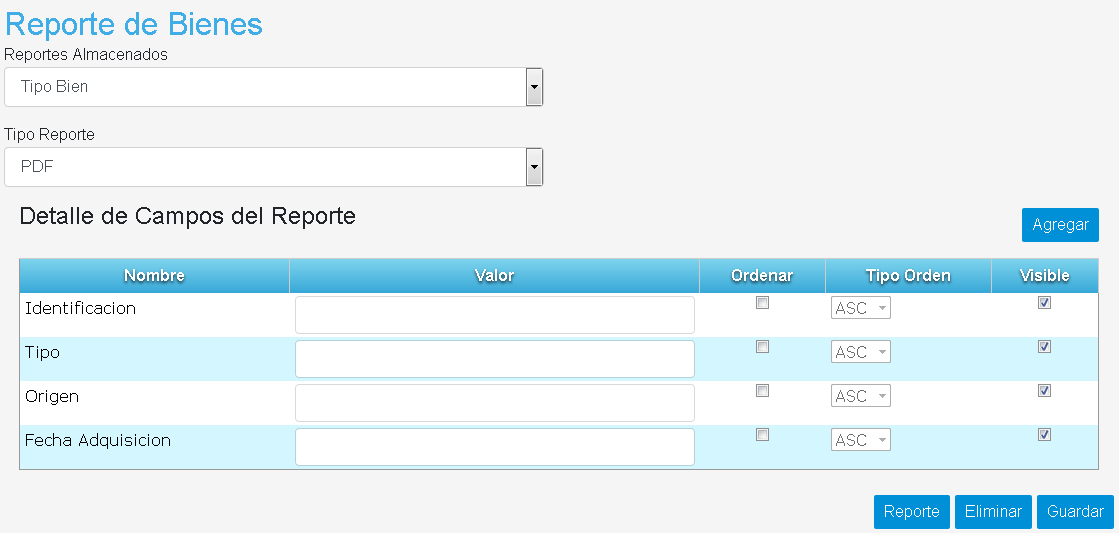 Reporte de Bienes
Reportes Almacenados
Tipo Bien
Tipo Reporte
PDF
Detalle de Campos del Reporte
Agregar
Nombre Valor Ordenar Tipo Orden Visible
Identificacion ASC
Tipo ASC
Origen ASC
Fecha Adquisicion ASC
Reporte Eliminar Guardar